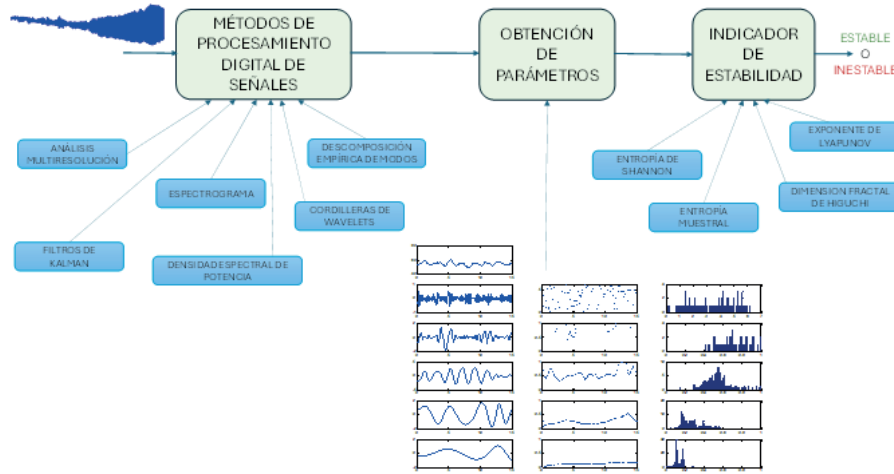 MÉTODOS DE
PROCESAMIENTO
DIGITAL DE
SEÑALES
OBTENCIÓN
DE
PARÁMETROS
INDICADOR
DE
ESTABILIDAD
ESTABLE
O
INESTABLE
ANÁLISIS
MULTIRESOLUCIÓN
DESCOMPOSICIÓN
EMPÍRICA DE MODOS
ESPECTROGRAMA
CORDILLERAS DE
WAVELETS
FILTROS DE
KALMAN
DENSIDAD ESPECTRAL DE
POTENCIA
EXPONENTE DE
LYAPUNOV
ENTROPÍA DE
SHANNON
DIMENSION FRACTAL
DE HIGUCHI
ENTROPÍA
MUESTRAL